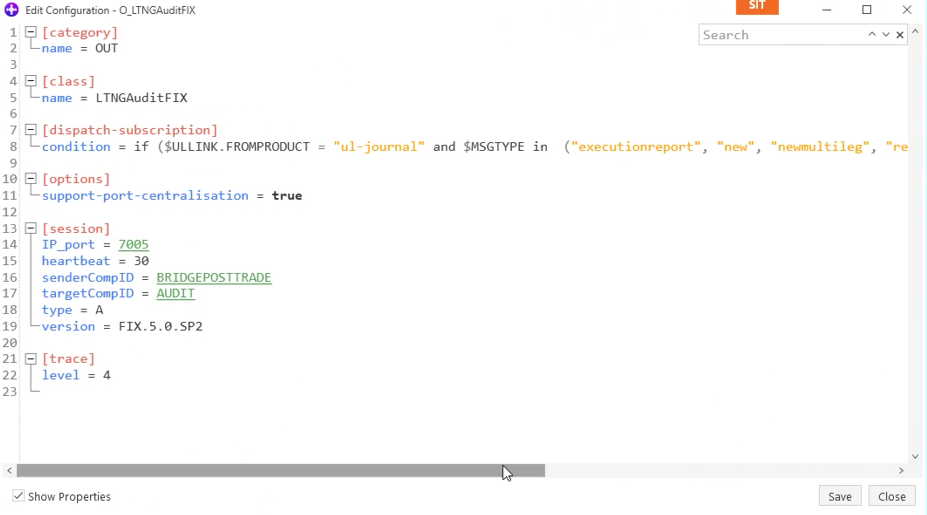 Edit Configuration - O_LTNGAuditFIX
SIT
Search
1 [category]
2 name = OUT
3
4 [class]
5 name = LTNGAuditFIX
6
7 [dispatch-subscription]
8 condition = if ($ULLINK.FROMPRODUCT = "ul-journal" and $MSGTYPE in ("executionreport", "new", "newmultileg", "re
9
10 [options]
11 support-port-centralisation = true
12
13 [session]
14 IP_port = 7005
15 heartbeat = 30
16 senderCompID = BRIDGEPOSTTRADE
17 targetCompID = AUDIT
18 type = A
19 version = FIX.5.0.SP2
20
21 [trace]
22 level = 4
23
Show Properties
Save
Close